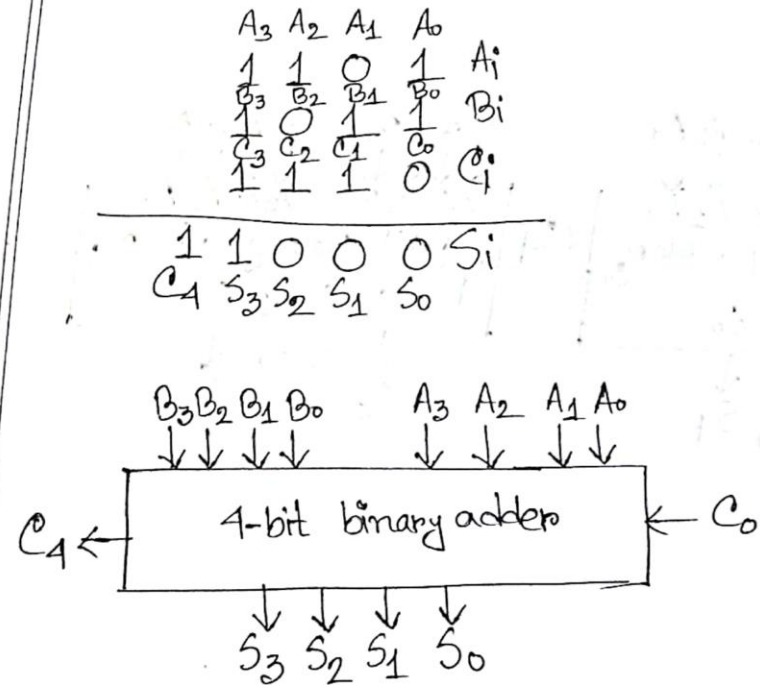 A3 A2 A1 A0
1 1 0 1 Ai
B3 B2 B1 B0
1 0 1 1 Bi
C3 C2 C1 C0
1 1 1 0 Ci
1 1 0 0 0 Si
C4 S3 S2 S1 S0
B3 B2 B1 B0 A3 A2 A1 A0
C4 4-bit binary adder C0
S3 S2 S1 S0